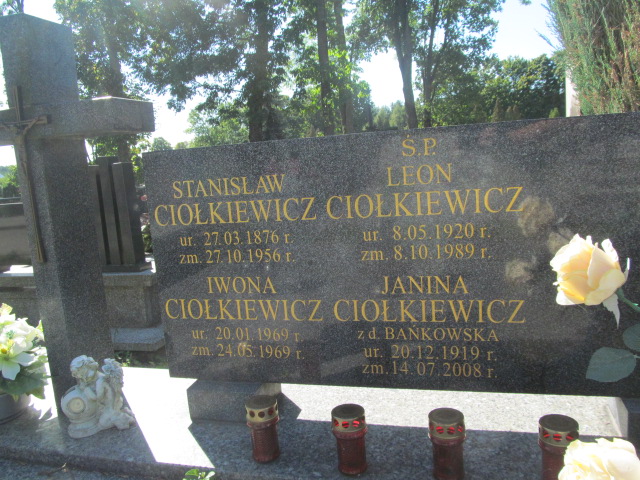 Ś.P.
STANISŁAW
CIOŁKIEWICZ
ur. 27.03.1876 r.
zm. 27.10.1956 r.
LEON
CIOŁKIEWICZ
ur. 8.05.1920 r.
zm. 8.10.1989 r.
IWONA
CIOŁKIEWICZ
ur. 20.01.1969 r.
zm. 24.05.1969 r.
JANINA
CIOŁKIEWICZ
z d. BAŃKOWSKA
ur. 20.12.1919 r.
zm. 14.07.2008 r.